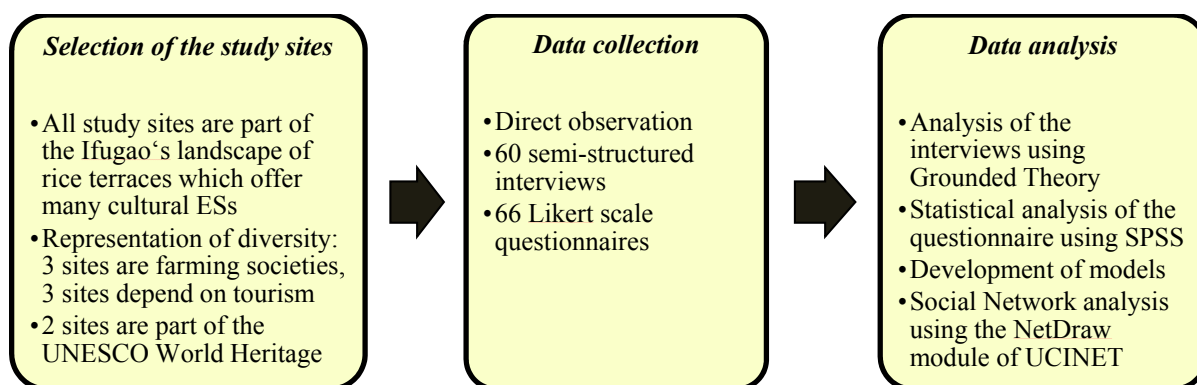 Selection of the study sites
•All study sites are part of
the Ifugao‘s landscape of
rice terraces which offer
many cultural ESs
•Representation of diversity:
3 sites are farming societies,
3 sites depend on tourism
•2 sites are part of the
UNESCO World Heritage
Data collection
•Direct observation
•60 semi-structured
interviews
•66 Likert scale
questionnaires
Data analysis
•Analysis of the
interviews using
Grounded Theory
•Statistical analysis of the
questionnaire using SPSS
•Development of models
•Social Network analysis
using the NetDraw
module of UCINET